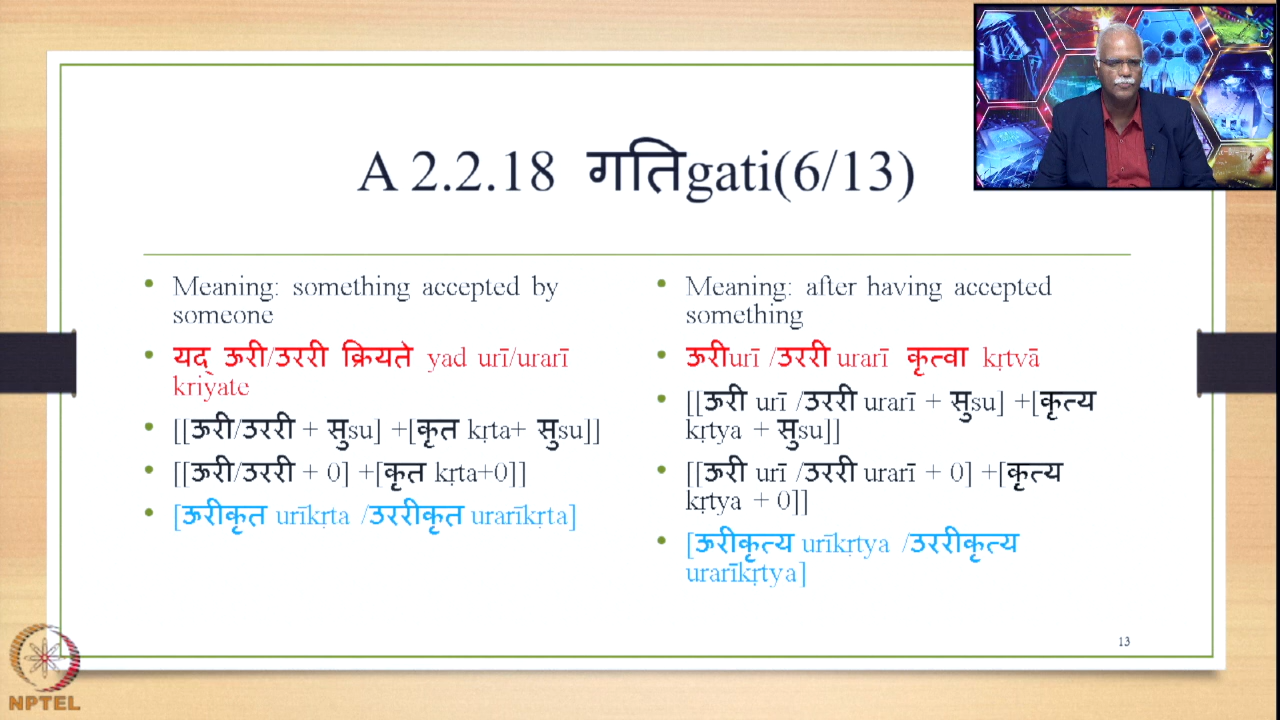 A 2.2.18 गतिgati(6/13)
Meaning: something accepted by
someone
यद् ऊरी/उररी क्रियते yad urī/urarī
kriyate
[[ऊरी/उररी + सुsu] +[कृत kṛta+ सुsu]]
[[ऊरी/उररी + 0] +[कृत kṛta+0]]
[ऊरीकृत urīkṛta /उररीकृत urarīkṛta]
Meaning: after having accepted
something
ऊरीurī /उररी urarī कृत्वा kṛtvā
[[ऊरी urī /उररी urarī + सुsu] +[कृत्य
kṛtya + सुsu]]
[[ऊरी urī /उररी urarī + 0] +[कृत्य
kṛtya + 0]]
[ऊरीकृत्य urīkṛtya /उररीकृत्य
urarīkṛtya]
13
NPTEL